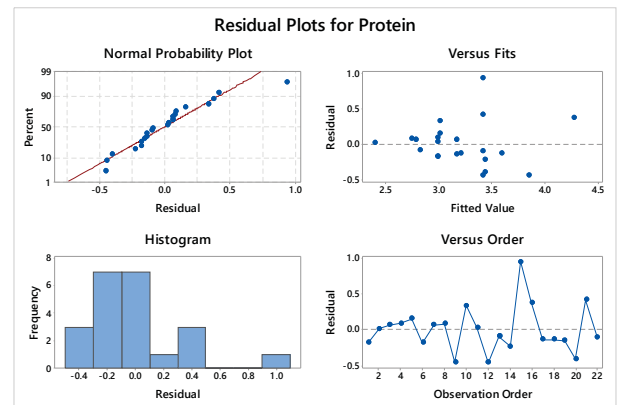 Residual Plots for Protein
Normal Probability Plot
99
90
50
10
1
Percent
-0.5
0.0
0.5
1.0
Residual
Versus Fits
1.0
0.5
0.0
-0.5
Residual
2.5
3.0
3.5
4.0
4.5
Fitted Value
Histogram
8
6
4
2
0
Frequency
-0.4 -0.2 0.0 0.2 0.4 0.6 0.8 1.0
Residual
Versus Order
1.0
0.5
0.0
-0.5
Residual
2 4 6 8 10 12 14 16 18 20 22
Observation Order